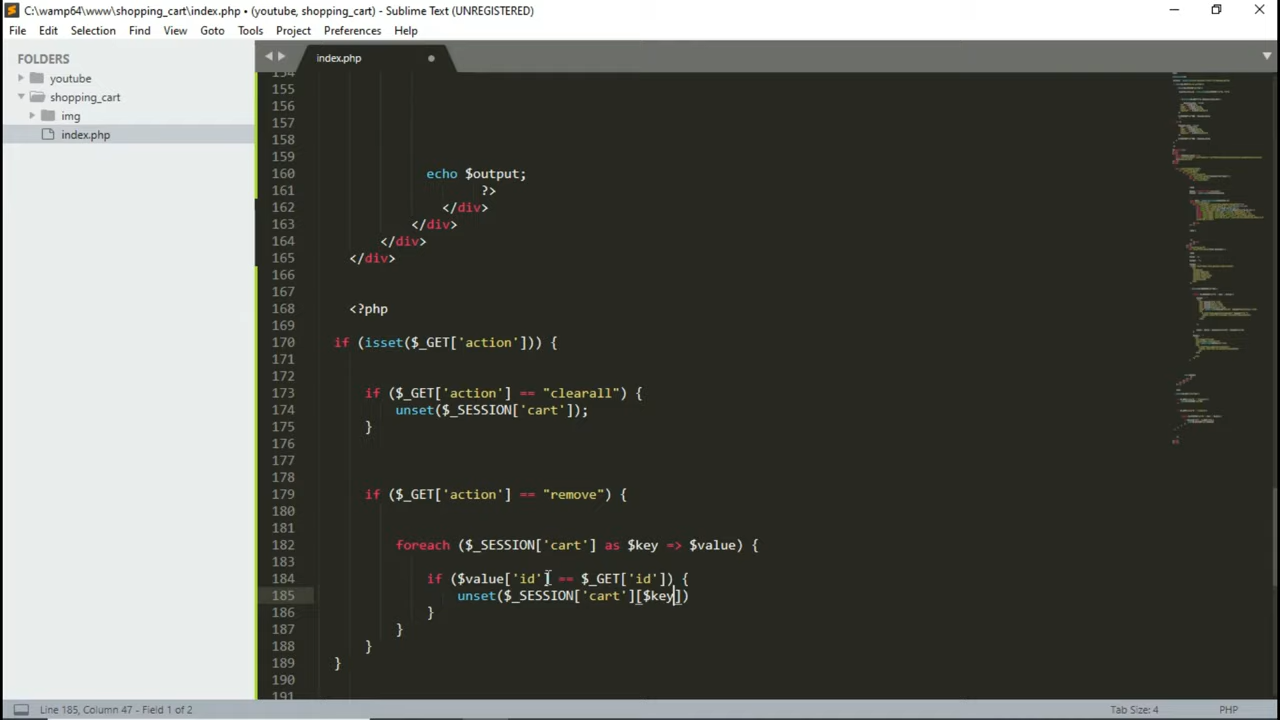 C:\wamp64\www\shopping_cart\index.php • (youtube, shopping_cart) - Sublime Text (UNREGISTERED)
File Edit Selection Find View Goto Tools Project Preferences Help
FOLDERS
youtube
shopping_cart
img
index.php
index.php
154
155
156
157
158
159
160 echo $output;
161 ?>
162 </div>
163 </div>
164 </div>
165 </div>
166
167
168 <?php
169
170 if (isset($_GET['action'])) {
171
172
173 if ($_GET['action'] == "clearall") {
174 unset($_SESSION['cart']);
175 }
176
177
178
179 if ($_GET['action'] == "remove") {
180
181
182 foreach ($_SESSION['cart'] as $key => $value) {
183
184 if ($value['id'] == $_GET['id']) {
185 unset($_SESSION['cart'][$key])
186 }
187 }
188 }
189 }
190
191
Line 185, Column 47 - Field 1 of 2 Tab Size: 4 PHP